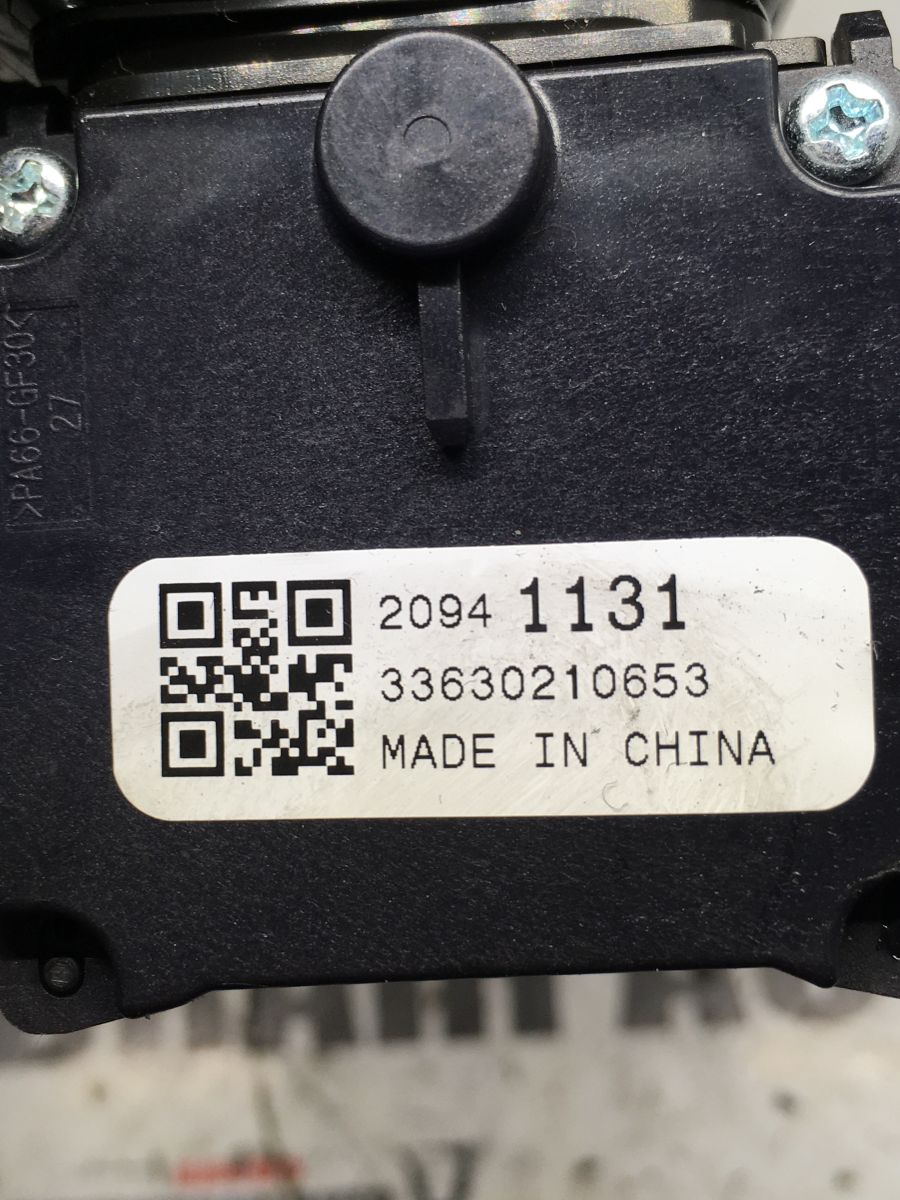 >PA66-GF30<
27
2094 1131
33630210653
MADE IN CHINA